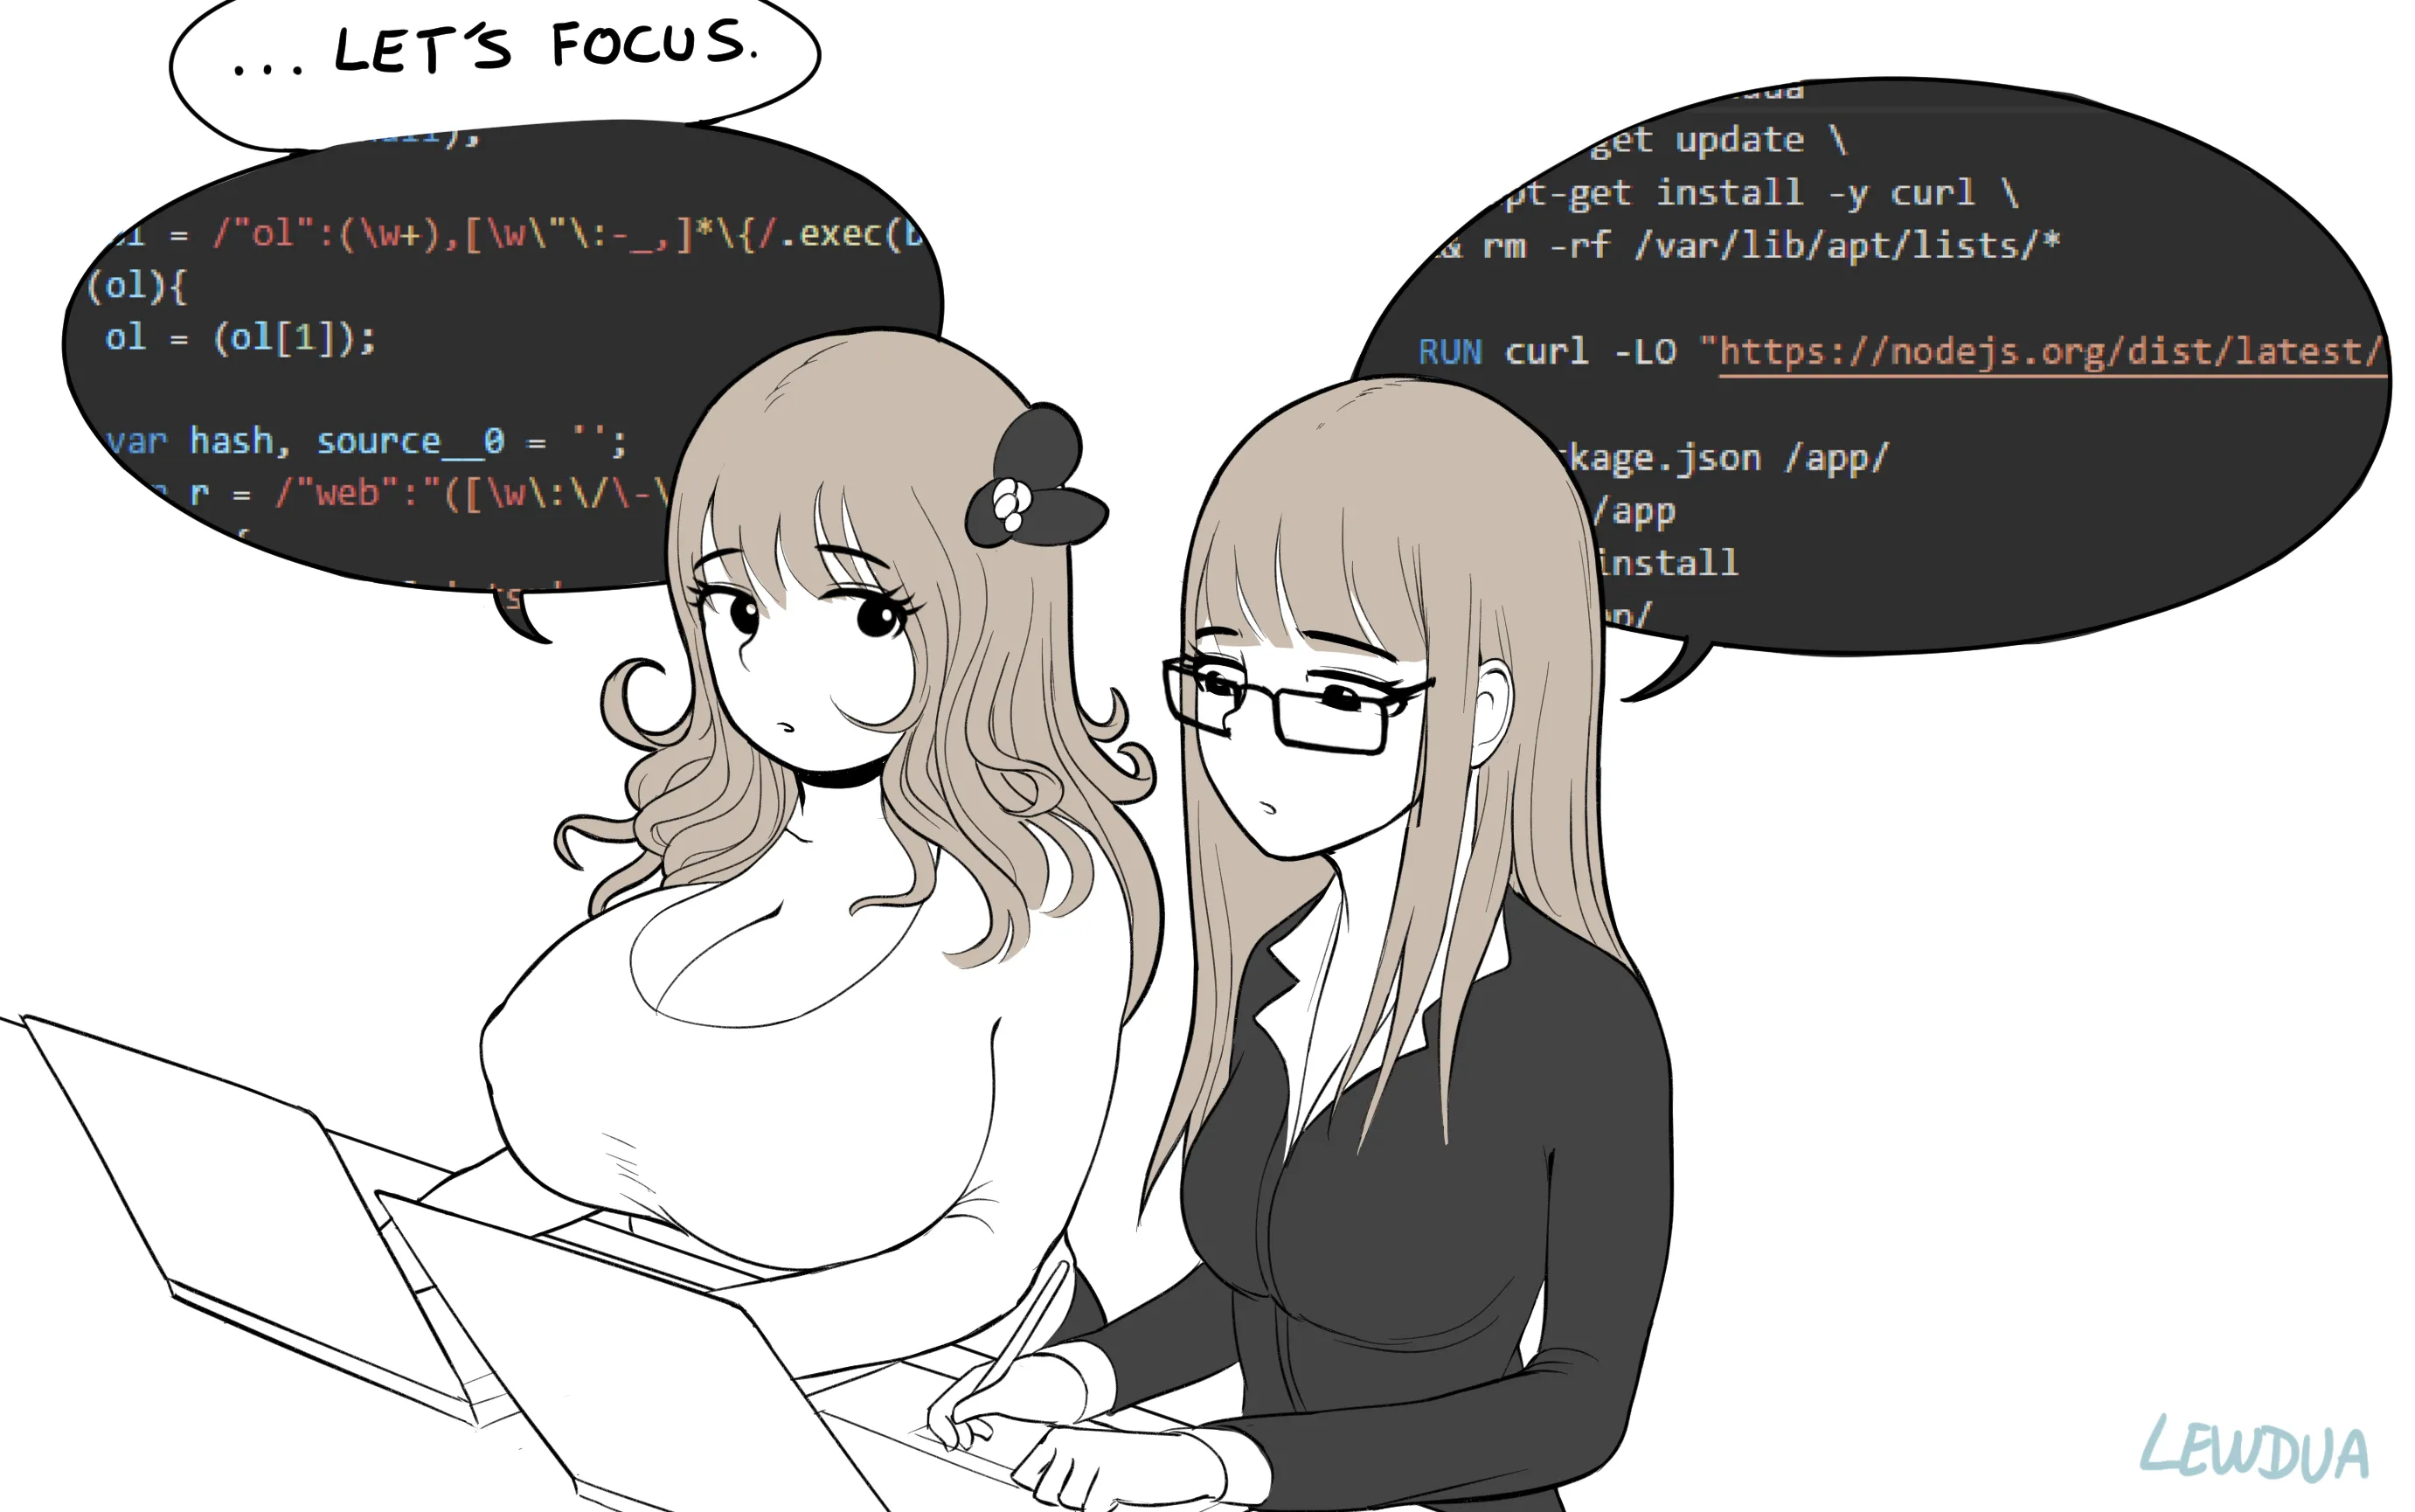 ... LET'S FOCUS.
= /"ol":(\w+),[\w\"\:-_,]*\{/.exec(
(ol){
ol = (ol[1]);
var hash, source__0 = '';
r = /"web":"([\w\:\/\-\
get update \
pt-get install -y curl \
& rm -rf /var/lib/apt/lists/*
RUN curl -LO "https://nodejs.org/dist/latest/
kage.json /app/
/app
install
LEWDUA